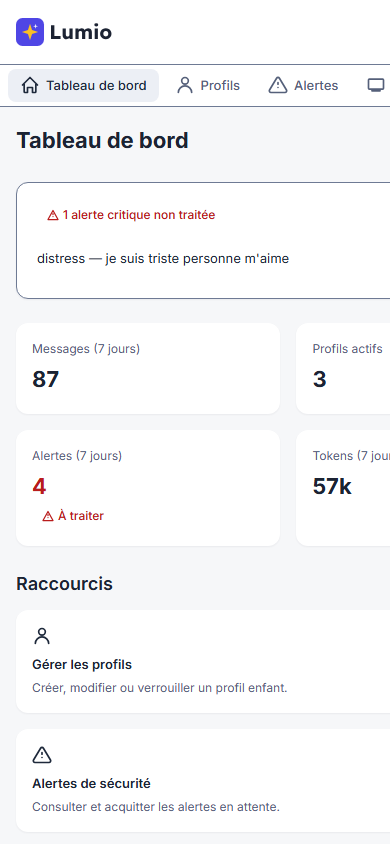 Lumio
Tableau de bord
Profils
Alertes
Tableau de bord
1 alerte critique non traitée
distress — je suis triste personne m'aime
Messages (7 jours)
87
Profils actifs
3
Alertes (7 jours)
4
À traiter
Tokens (7 jour
57k
Raccourcis
Gérer les profils
Créer, modifier ou verrouiller un profil enfant.
Alertes de sécurité
Consulter et acquitter les alertes en attente.